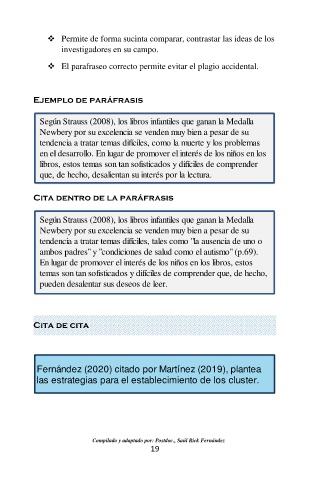 ❖ Permite de forma sucinta comparar, contrastar las ideas de los
investigadores en su campo.
❖ El parafraseo correcto permite evitar el plagio accidental.
EJEMPLO DE PARÁFRASIS
Según Strauss (2008), los libros infantiles que ganan la Medalla
Newbery por su excelencia se venden muy bien a pesar de su
tendencia a tratar temas difíciles, como la muerte y los problemas
en el desarrollo. En lugar de promover el interés de los niños en los
libros, estos temas son tan sofisticados y difíciles de comprender
que, de hecho, desalientan su interés por la lectura.
CITA DENTRO DE LA PARÁFRASIS
Según Strauss (2008), los libros infantiles que ganan la Medalla
Newbery por su excelencia se venden muy bien a pesar de su
tendencia a tratar temas difíciles, tales como "la ausencia de uno o
ambos padres" y "condiciones de salud como el autismo" (p.69).
En lugar de promover el interés de los niños en los libros, estos
temas son tan sofisticados y difíciles de comprender que, de hecho,
pueden desalentar sus deseos de leer.
CITA DE CITA
Fernández (2020) citado por Martínez (2019), plantea
las estrategias para el establecimiento de los cluster.
Compilado y adaptado por: Postdoc., Saúl Rick Fernández
19